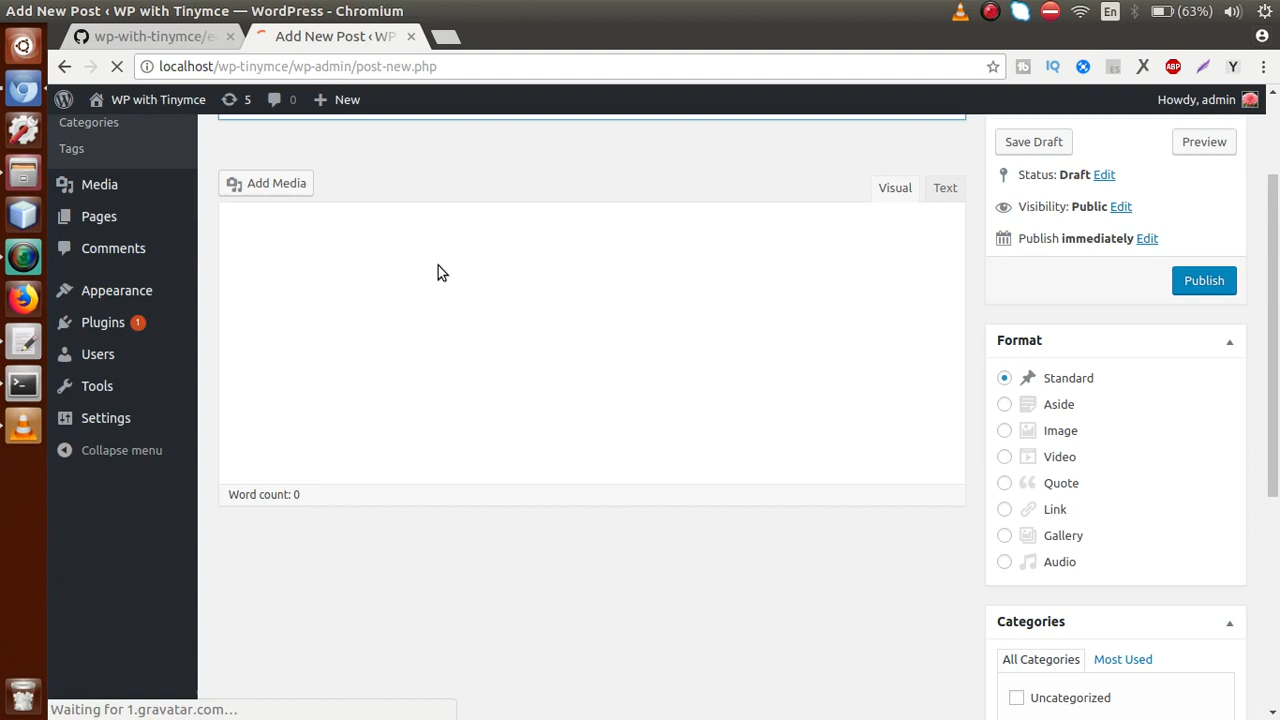 Add New Post ‹ WP with Tinymce — WordPress - Chromium
En
(63%)
wp-with-tinymce/e
Add New Post ‹ WP
localhost/wp-tinymce/wp-admin/post-new.php
IQ
ES
X
ABP
Y
WP with Tinymce
5
0
New
Howdy, admin
Categories
Tags
Media
Pages
Comments
Appearance
Plugins 1
Users
Tools
Settings
Collapse menu
Add Media
Visual
Text
Word count: 0
Save Draft
Preview
Status: Draft Edit
Visibility: Public Edit
Publish immediately Edit
Publish
Format
Standard
Aside
Image
Video
Quote
Link
Gallery
Audio
Categories
All Categories
Most Used
Uncategorized
Waiting for 1.gravatar.com...